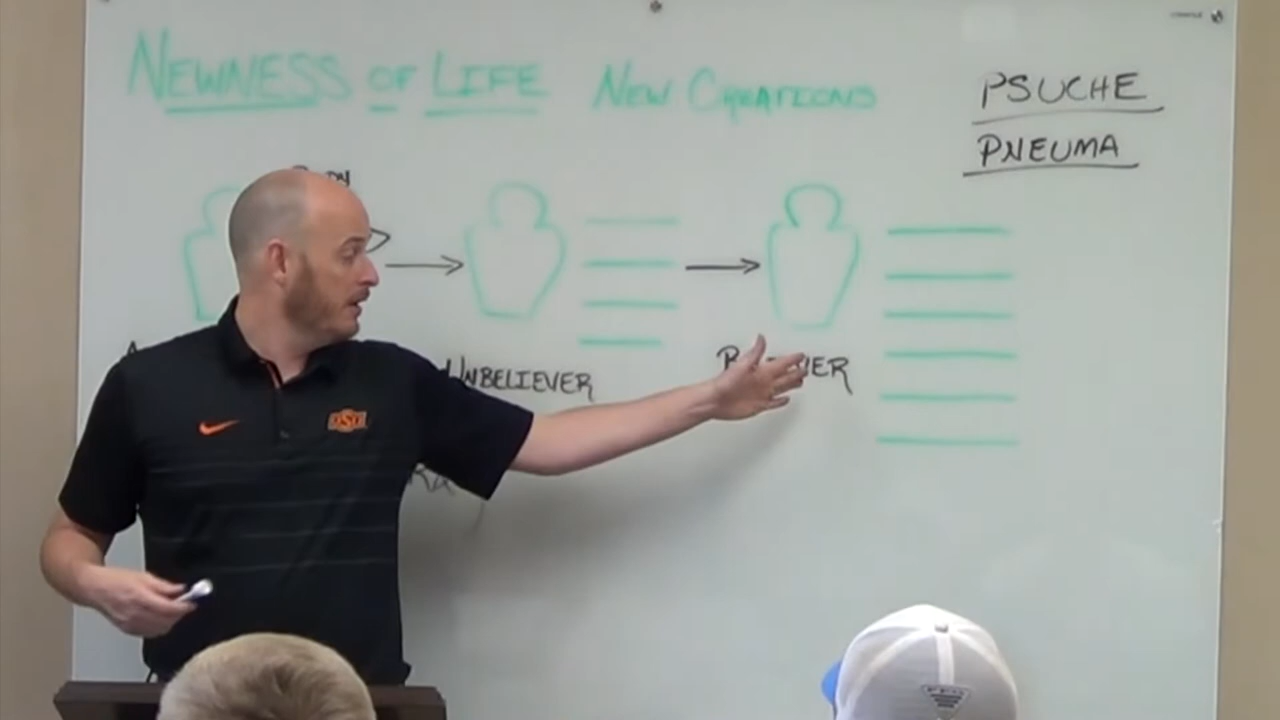 NEWNESS OF LIFE NEW CREATIONS
PSUCHE
PNEUMA
UNBELIEVER
OSU